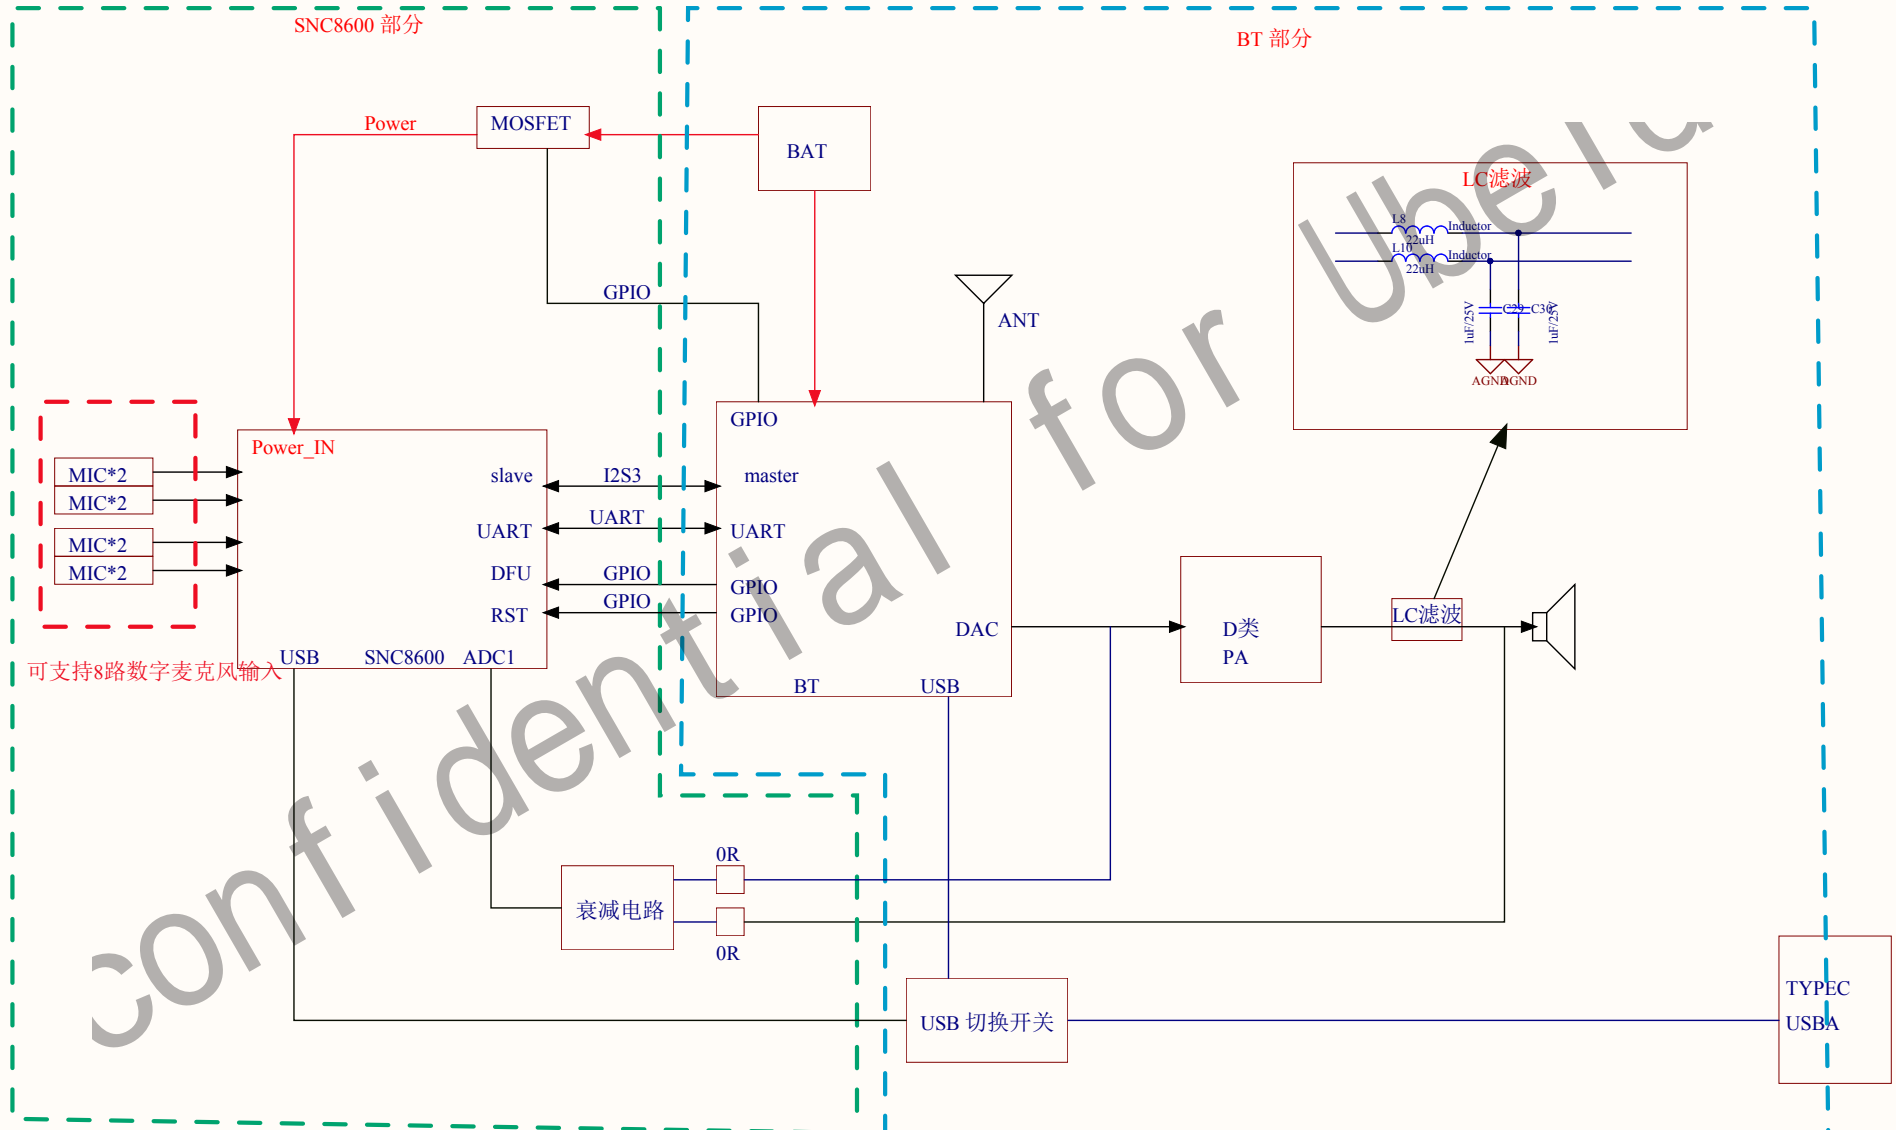 SNC8600 部分
BT 部分
MOSFET
Power
BAT
LC滤波
L8
Inductor
22uH
L10
Inductor
22uH
1uF/25V
C29
C30
1uF/25V
AGND
AGND
GPIO
ANT
GPIO
Power_IN
MIC*2
MIC*2
MIC*2
MIC*2
slave
I2S3
master
UART
UART
UART
DFU
GPIO
GPIO
RST
GPIO
GPIO
DAC
D类
PA
LC滤波
USB
SNC8600
ADC1
BT
USB
可支持8路数字麦克风输入
0R
衰减电路
0R
USB 切换开关
TYPEC
USBA
confidential for